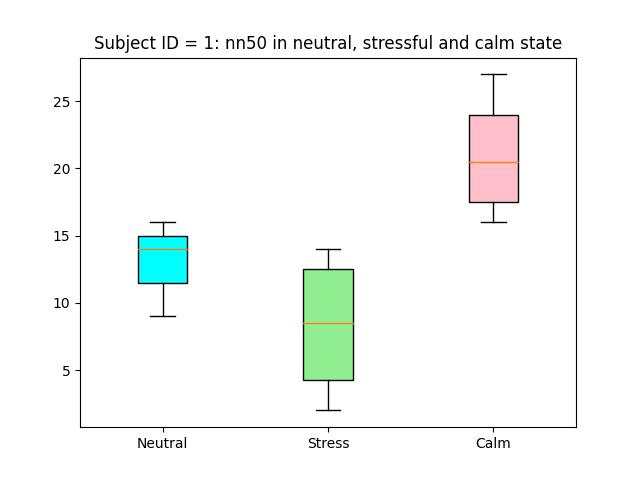 Subject ID = 1: nn50 in neutral, stressful and calm state
25
20
15
10
5
Neutral Stress Calm